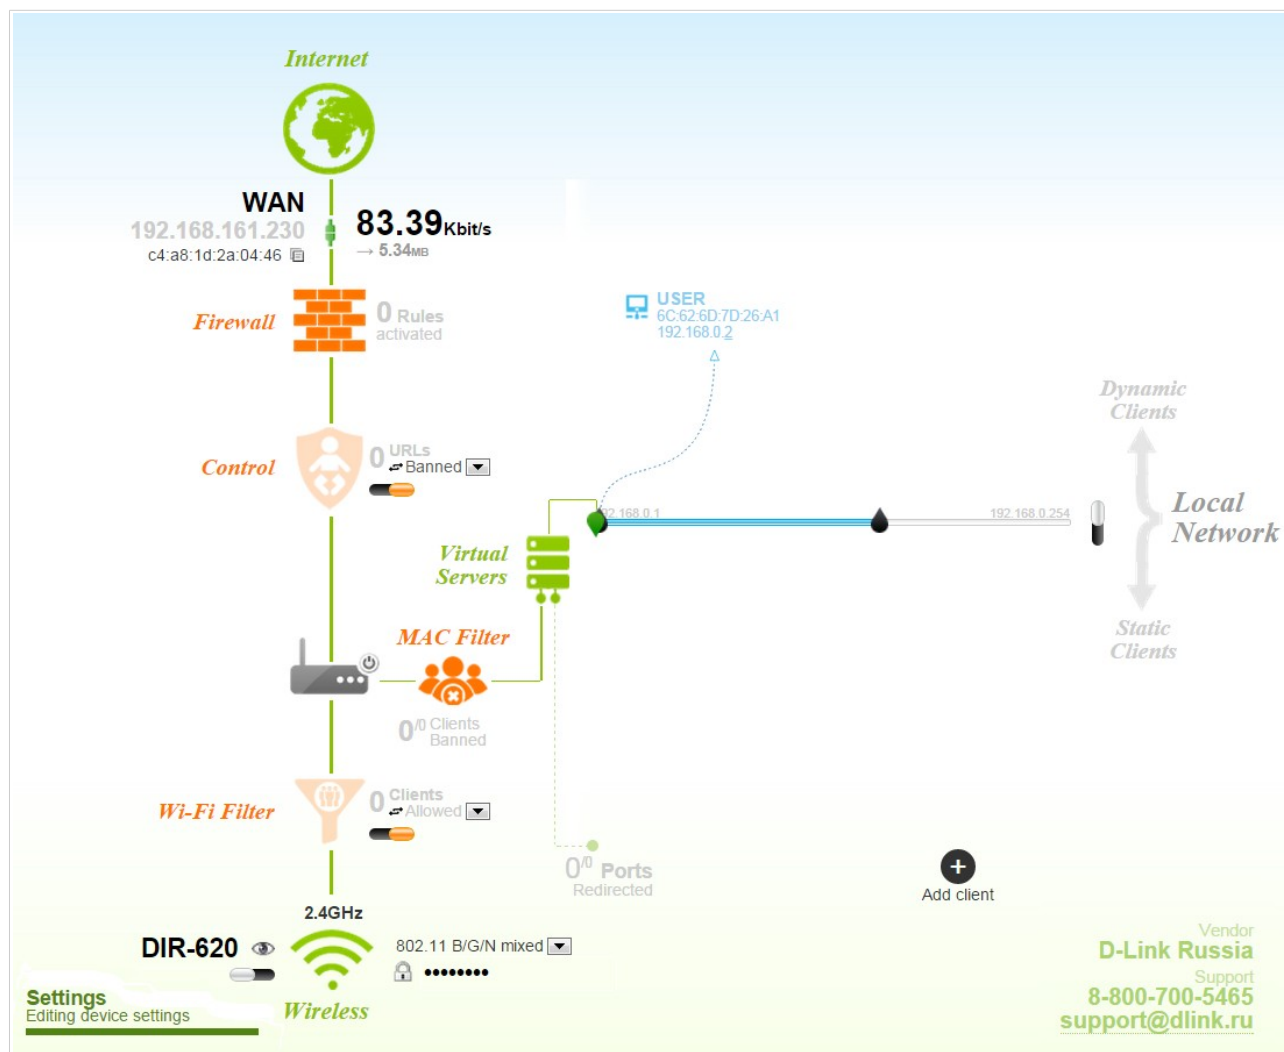 Internet
WAN
192.168.161.230
c4:a8:1d:2a:04:46
83.39Kbit/s
→ 5.34MB
Firewall
0 Rules
activated
USER
6C:62:6D:7D:26:A1
192.168.0.2
Control
0 URLs
Banned
Dynamic
Clients
192.168.0.254
Local
Network
Static
Clients
Virtual
Servers
MAC Filter
0/0 Clients
Banned
Wi-Fi Filter
0 Clients
Allowed
0/0 Ports
Redirected
Add client
2.4GHz
DIR-620
802.11 B/G/N mixed
••••••••
Wireless
Settings
Editing device settings
Vendor
D-Link Russia
Support
8-800-700-5465
support@dlink.ru